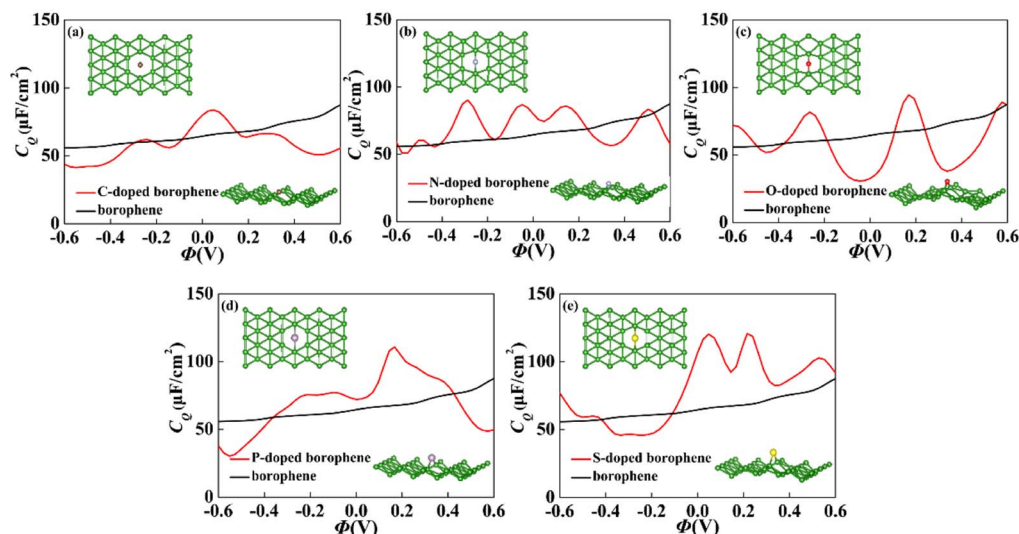 150
(a)
100
50
0
C_Q (μF/cm²)
C-doped borophene
borophene
-0.6 -0.4 -0.2 0.0 0.2 0.4 0.6
Φ(V)
150
(b)
100
50
0
C_Q (μF/cm²)
N-doped borophene
borophene
-0.6 -0.4 -0.2 0.0 0.2 0.4 0.6
Φ(V)
150
(c)
100
50
0
C_Q (μF/cm²)
O-doped borophene
borophene
-0.6 -0.4 -0.2 0.0 0.2 0.4 0.6
Φ(V)
150
(d)
100
50
0
C_Q (μF/cm²)
P-doped borophene
borophene
-0.6 -0.4 -0.2 0.0 0.2 0.4 0.6
Φ(V)
150
(e)
100
50
0
C_Q (μF/cm²)
S-doped borophene
borophene
-0.6 -0.4 -0.2 0.0 0.2 0.4 0.6
Φ(V)